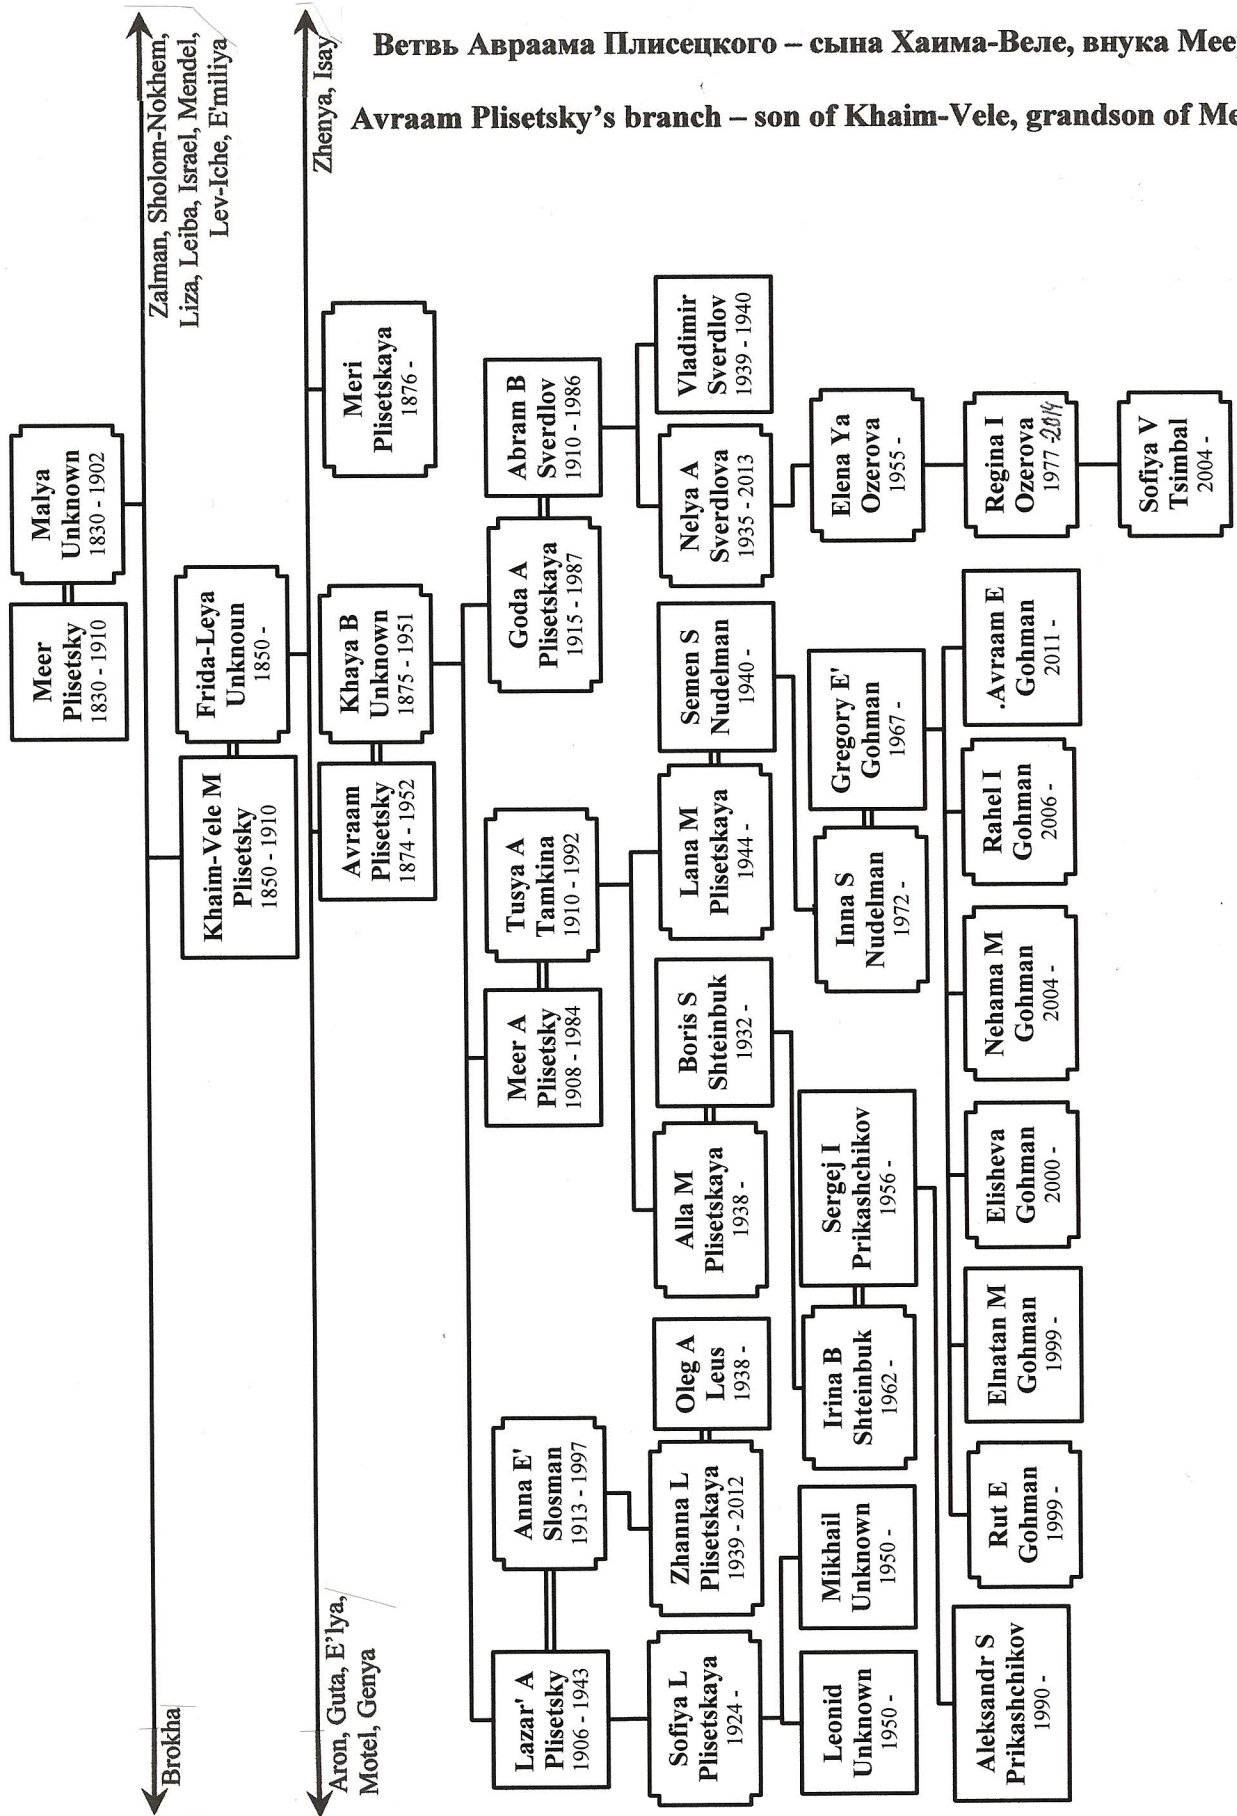 Ветвь Авраама Плисецкого – сына Хаима-Веле, внука Мее
Avraam Plisetsky's branch – son of Khaim-Vele, grandson of Me
Meer
Plisetsky
1830 - 1910
Malya
Unknown
1830 - 1902
Brokha
Zalman, Sholom-Nokhem,
Liza, Leiba, Israel, Mendel,
Lev-Iche, E'miliya
Khaim-Vele M
Plisetsky
1850 - 1910
Frida-Leya
Unknoun
1850 -
Aron, Guta, E'lya,
Motel, Genya
Zhenya, Isay
Avraam
Plisetsky
1874 - 1952
Khaya B
Unknown
1875 - 1951
Meri
Plisetskaya
1876 -
Lazar' A
Plisetsky
1906 - 1943
Anna E'
Slosman
1913 - 1997
Meer A
Plisetsky
1908 - 1984
Tusya A
Tamkina
1910 - 1992
Goda A
Plisetskaya
1915 - 1987
Abram B
Sverdlov
1910 - 1986
Sofiya L
Plisetskaya
1924 -
Zhanna L
Plisetskaya
1939 - 2012
Oleg A
Leus
1938 -
Alla M
Plisetskaya
1938 -
Boris S
Shteinbuk
1932 -
Lana M
Plisetskaya
1944 -
Semen S
Nudelman
1940 -
Nelya A
Sverdlova
1935 - 2013
Vladimir
Sverdlov
1939 - 1940
Leonid
Unknown
1950 -
Mikhail
Unknown
1950 -
Irina B
Shteinbuk
1962 -
Sergej I
Prikashchikov
1956 -
Inna S
Nudelman
1972 -
Gregory E'
Gohman
1967 -
Elena Ya
Ozerova
1955 -
Aleksandr S
Prikashchikov
1990 -
Rut E
Gohman
1999 -
Elnatan M
Gohman
1999 -
Elisheva
Gohman
2000 -
Nehama M
Gohman
2004 -
Rahel I
Gohman
2006 -
.Avraam E
Gohman
2011 -
Regina I
Ozerova
1977 -2014
Sofiya V
Tsimbal
2004 -